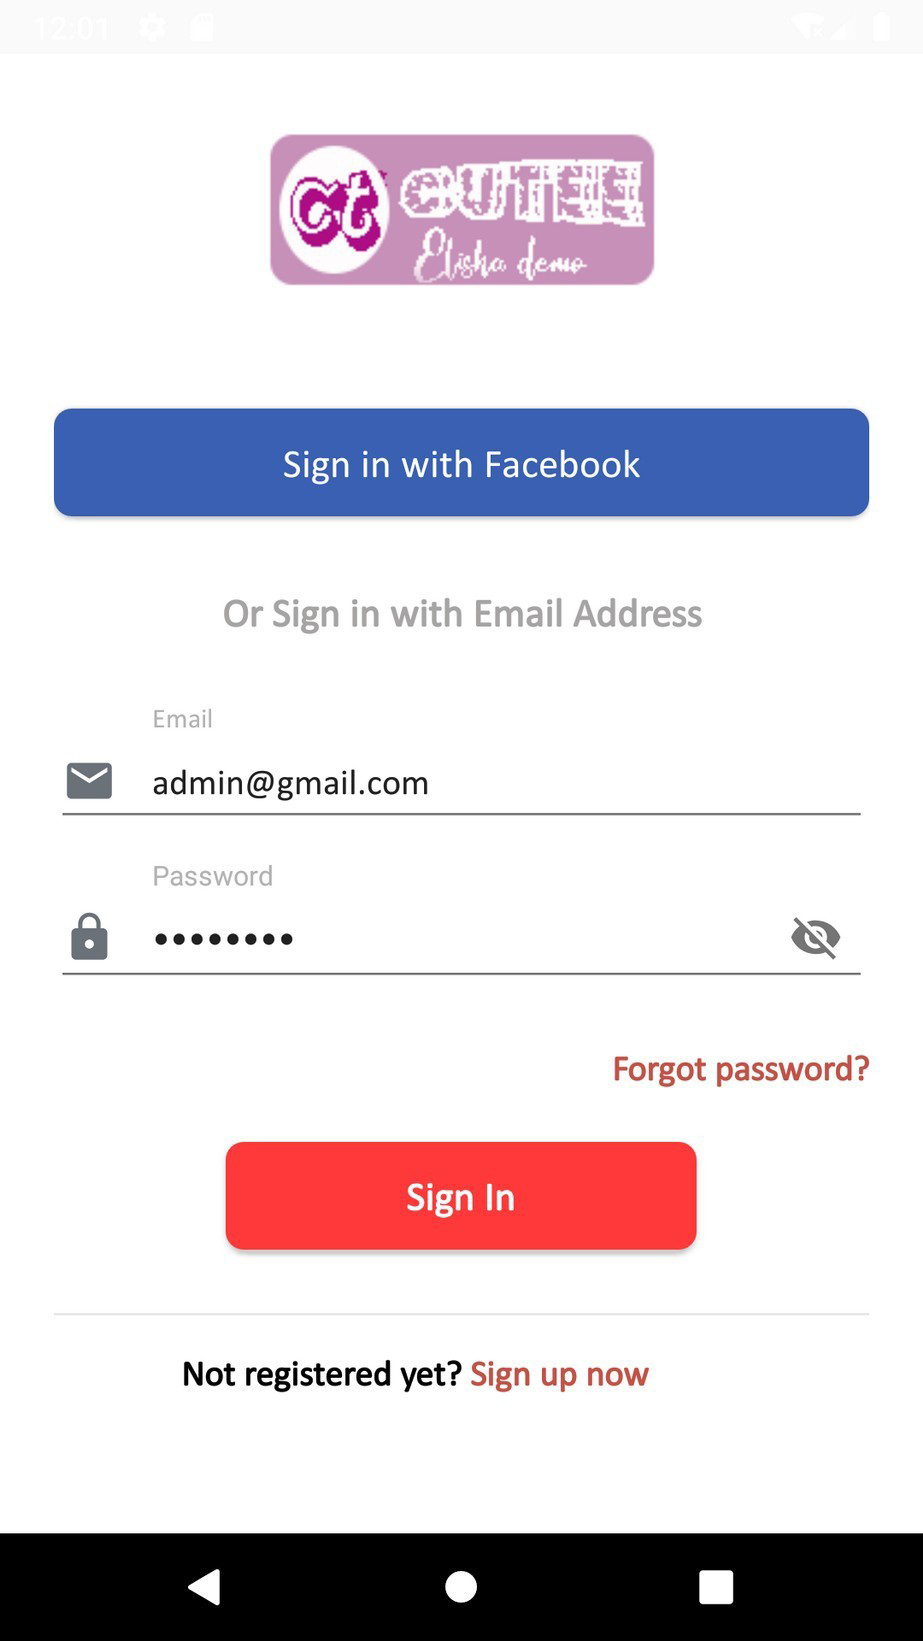 12:01
ct CUTEE
Elisha demo
Sign in with Facebook
Or Sign in with Email Address
Email
admin@gmail.com
Password
••••••••
Forgot password?
Sign In
Not registered yet? Sign up now